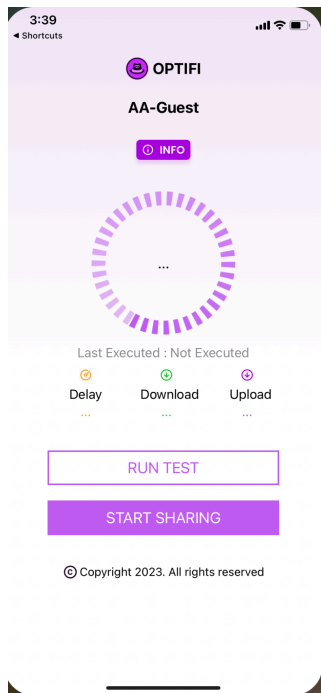 3:39
◀ Shortcuts
OPTIFI
AA-Guest
INFO
...
Last Executed : Not Executed
Delay Download Upload
... ... ...
RUN TEST
START SHARING
© Copyright 2023. All rights reserved